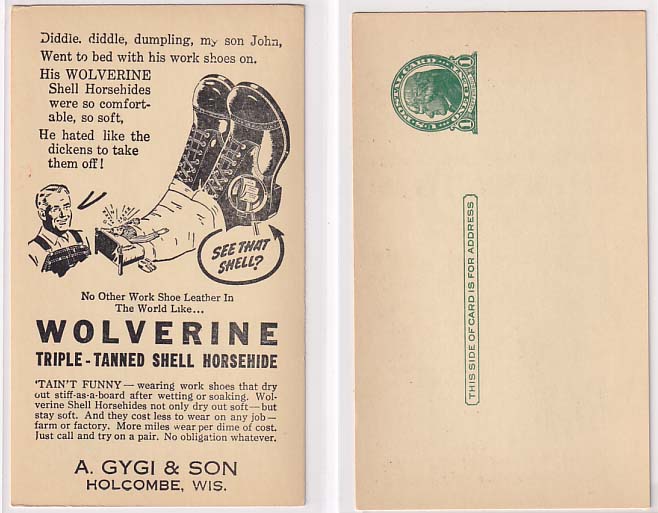 Diddle. diddle, dumpling, my son John,
Went to bed with his work shoes on.
His WOLVERINE
Shell Horsehides
were so comfort-
able, so soft,
He hated like the
dickens to take
them off!
SEE THAT
SHELL?
No Other Work Shoe Leather In
The World Like...
WOLVERINE
TRIPLE-TANNED SHELL HORSEHIDE
'TAIN'T FUNNY — wearing work shoes that dry
out stiff-as-a-board after wetting or soaking. Wol-
verine Shell Horsehides not only dry out soft—but
stay soft. And they cost less to wear on any job—
farm or factory. More miles wear per dime of cost.
Just call and try on a pair. No obligation whatever.
A. GYGI & SON
HOLCOMBE, WIS.
U.S. POSTAL CARD
1 1
THIS SIDE OF CARD IS FOR ADDRESS